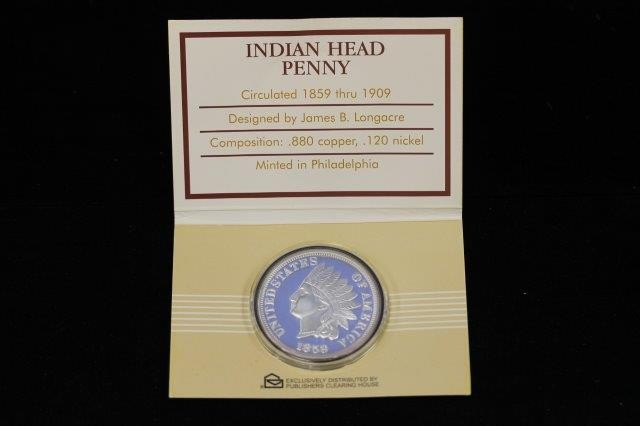 INDIAN HEAD
PENNY
Circulated 1859 thru 1909
Designed by James B. Longacre
Composition: .880 copper, .120 nickel
Minted in Philadelphia
UNITED STATES OF AMERICA
1859
EXCLUSIVELY DISTRIBUTED BY
PUBLISHERS CLEARING HOUSE